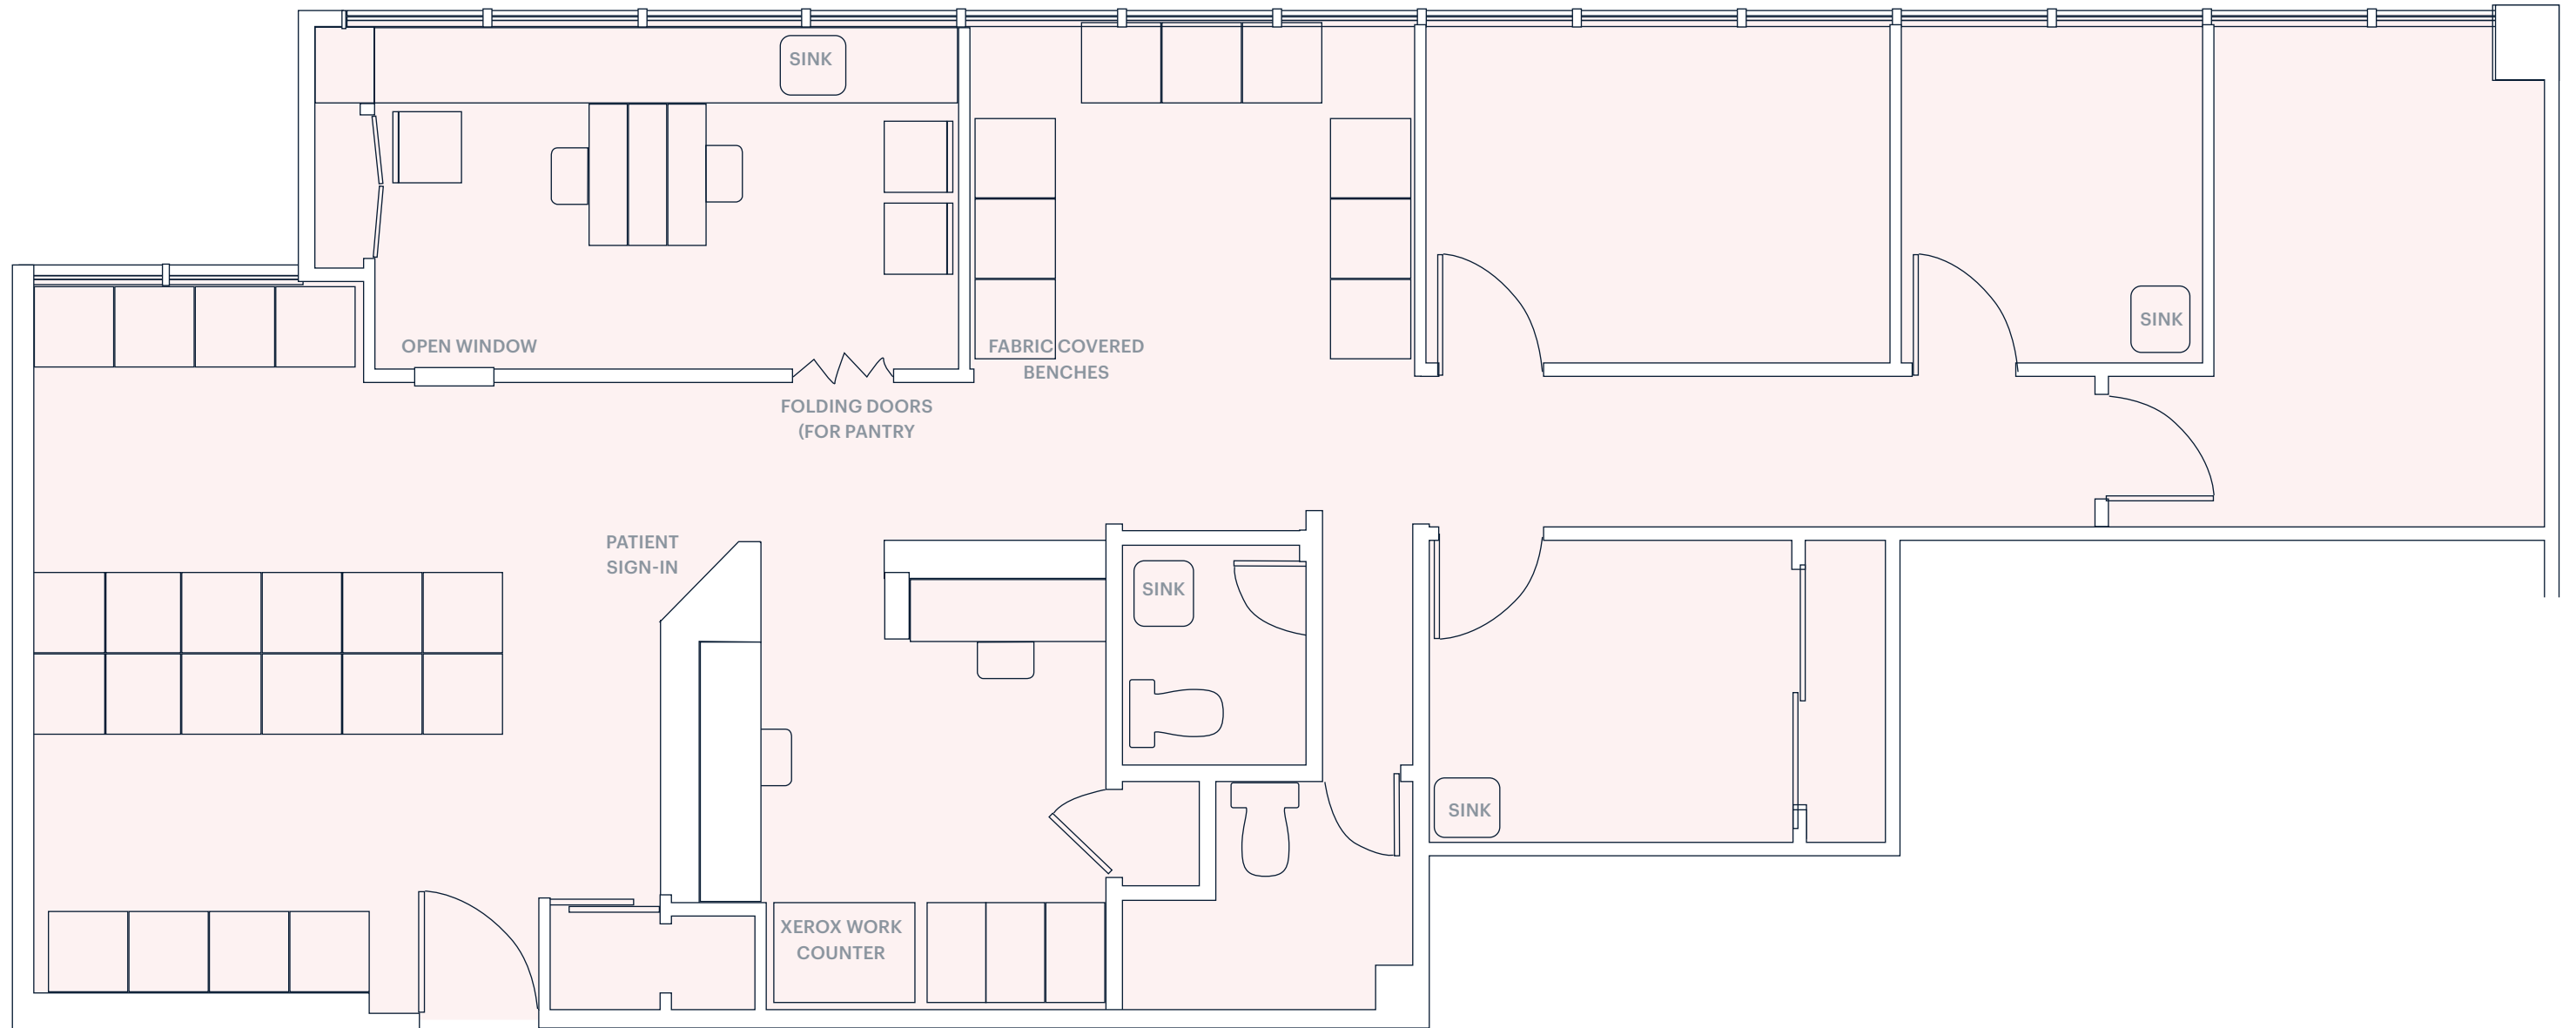 SINK
OPEN WINDOW
FABRIC COVERED
BENCHES
SINK
FOLDING DOORS
(FOR PANTRY
PATIENT
SIGN-IN
SINK
SINK
XEROX WORK
COUNTER